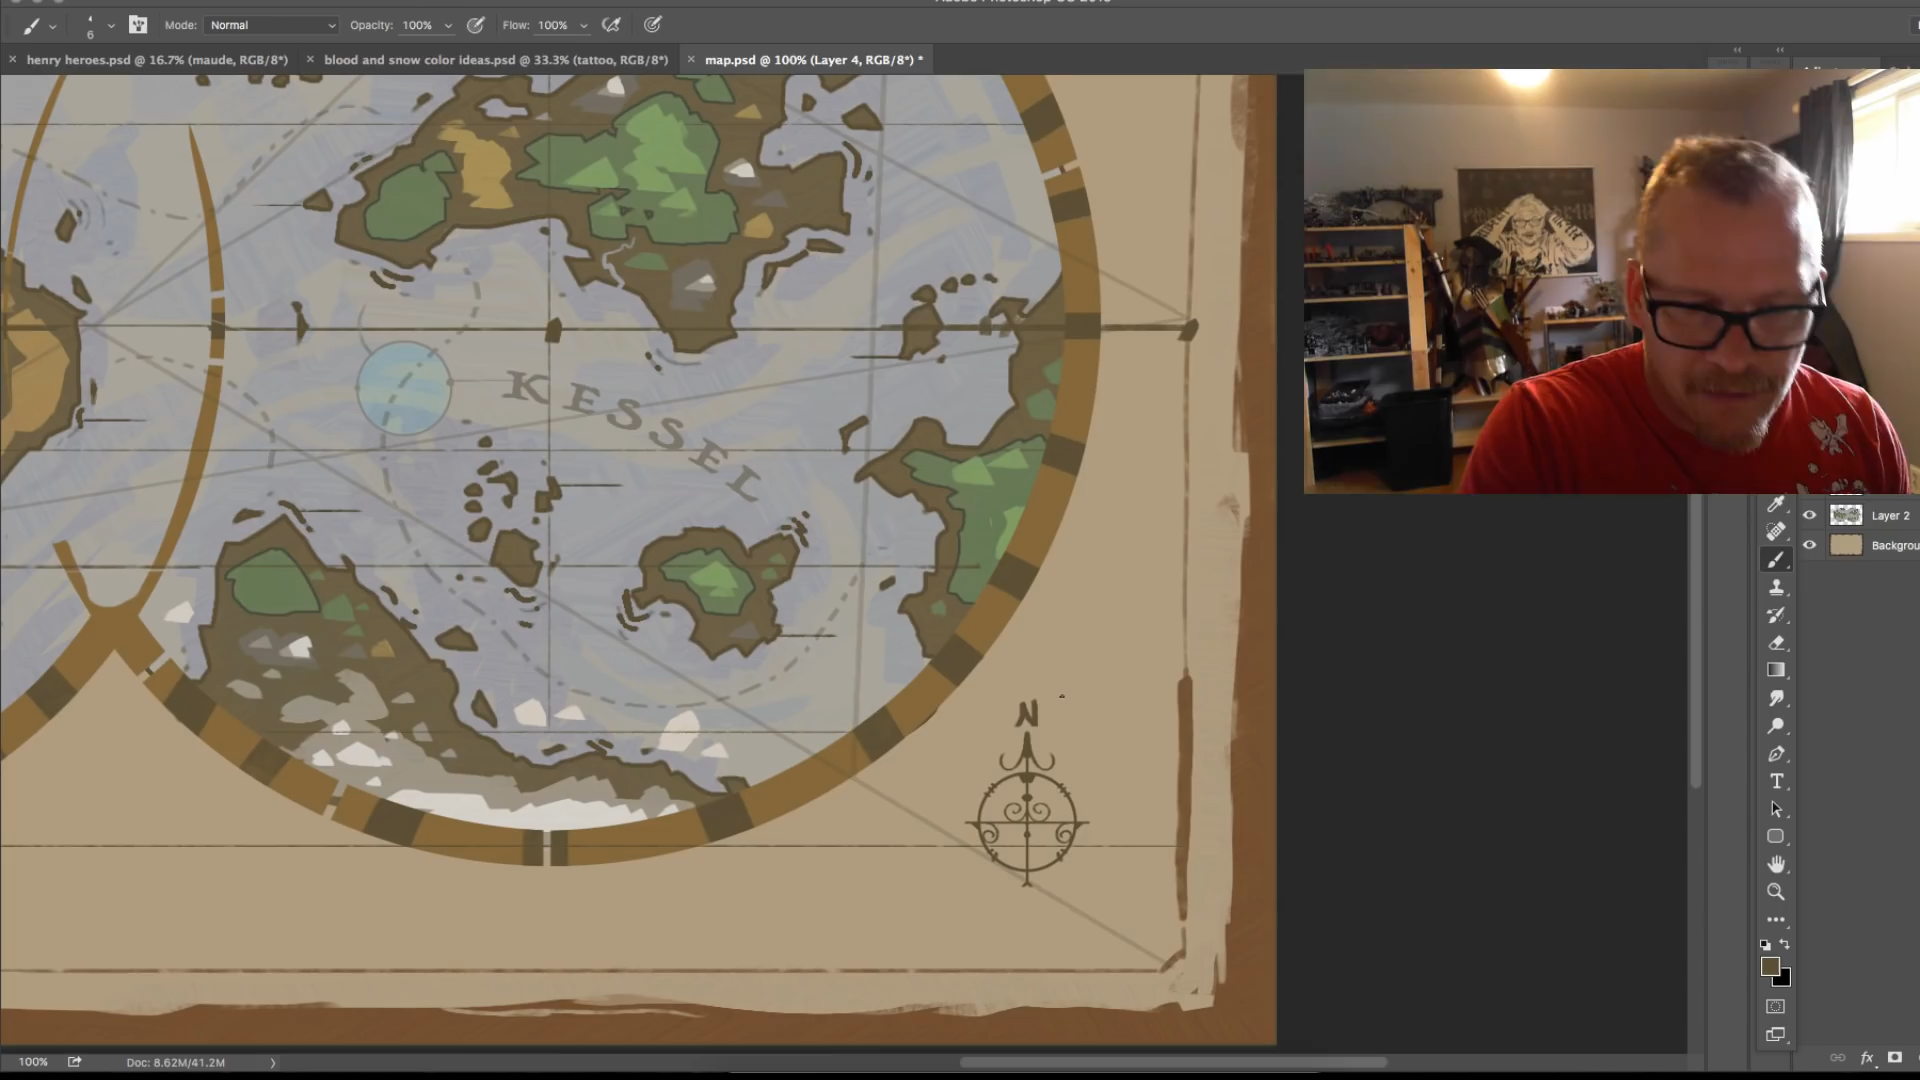 6 Mode: Normal Opacity: 100% Flow: 100%
× henry heroes.psd @ 16.7% (maude, RGB/8*) × blood and snow color ideas.psd @ 33.3% (tattoo, RGB/8*) × map.psd @ 100% (Layer 4, RGB/8*) *
KESSEL
N
Layer 2
Backgrou
T
fx
100% Doc: 8.62M/41.2M